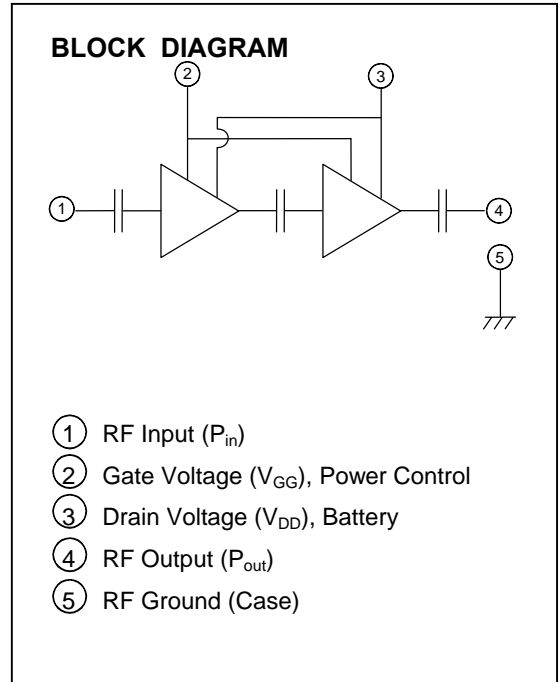 BLOCK DIAGRAM
2
3
1
4
5
1 RF Input (Pin)
2 Gate Voltage (VGG), Power Control
3 Drain Voltage (VDD), Battery
4 RF Output (Pout)
5 RF Ground (Case)